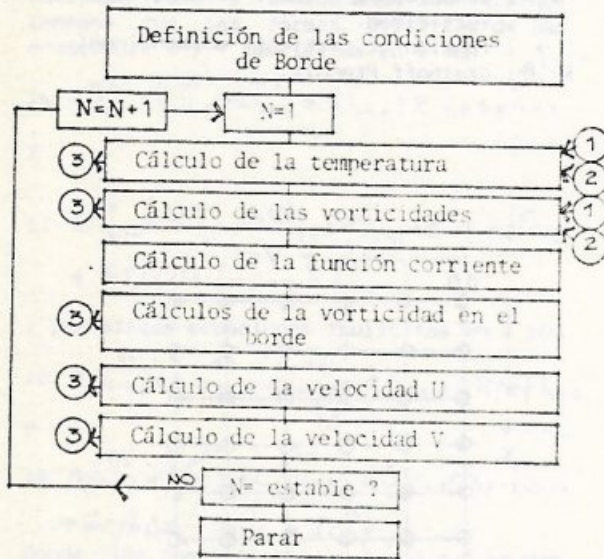 Definición de las condiciones
de Borde
N=N+1
N=1
1
3
Cálculo de la temperatura
2
3
Cálculo de las vorticidades
1
2
Cálculo de la función corriente
3
Cálculos de la vorticidad en el
borde
3
Cálculo de la velocidad U
3
Cálculo de la velocidad V
NO
N= estable ?
Parar